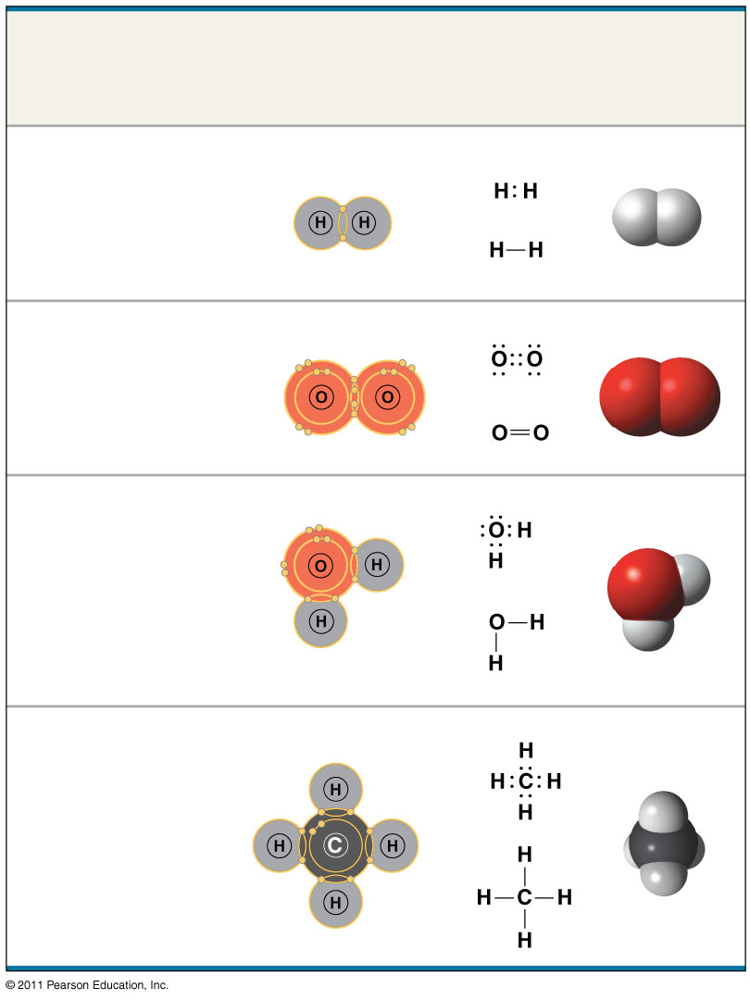 H H
H:H
H—H
O O
O::O
O=O
O H
H
:O:H
H
O—H
H
H
H C H
H
H
H:C:H
H
H
H—C—H
H
© 2011 Pearson Education, Inc.